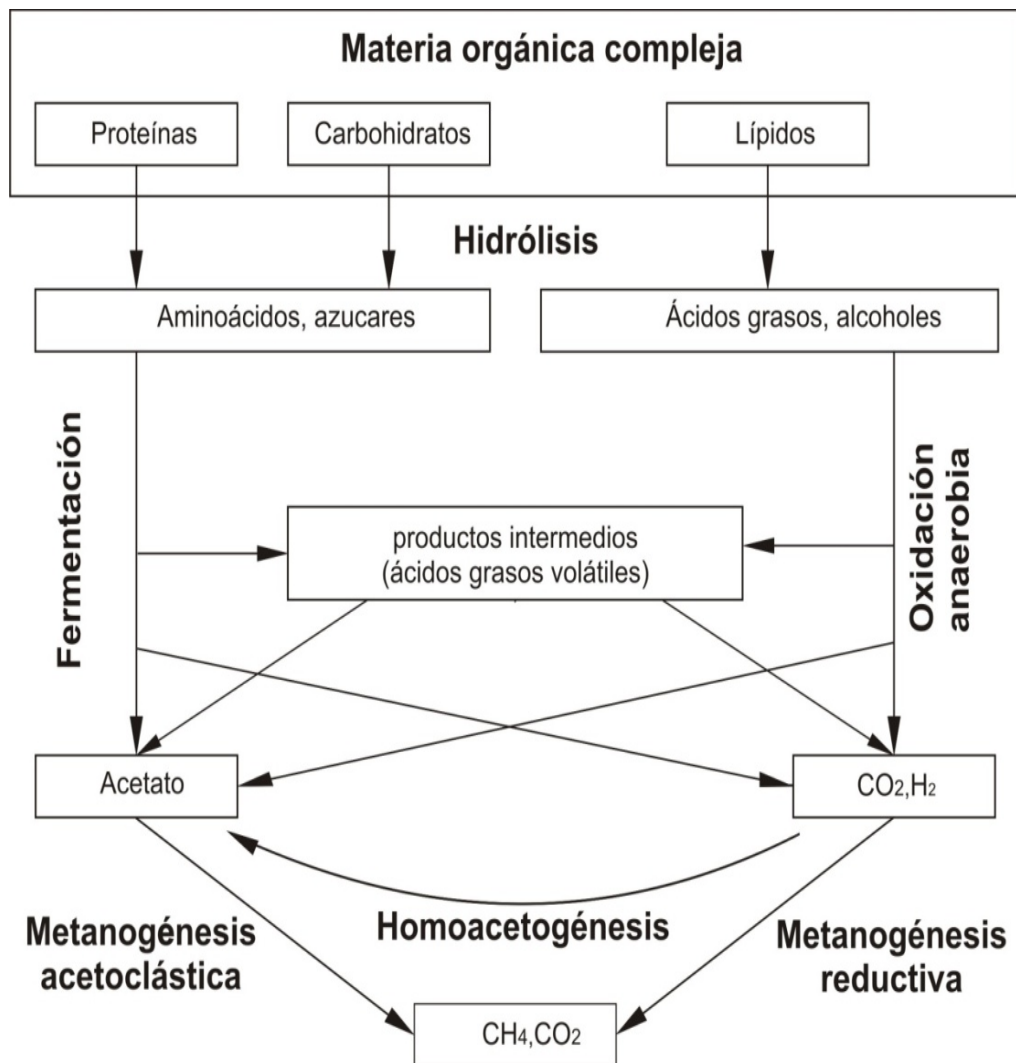 Materia orgánica compleja
Proteínas
Carbohidratos
Lípidos
Hidrólisis
Aminoácidos, azucares
Ácidos grasos, alcoholes
Fermentación
Oxidación
anaerobia
productos intermedios
(ácidos grasos volátiles)
Acetato
CO2,H2
Metanogénesis
acetoclástica
Homoacetogénesis
Metanogénesis
reductiva
CH4,CO2